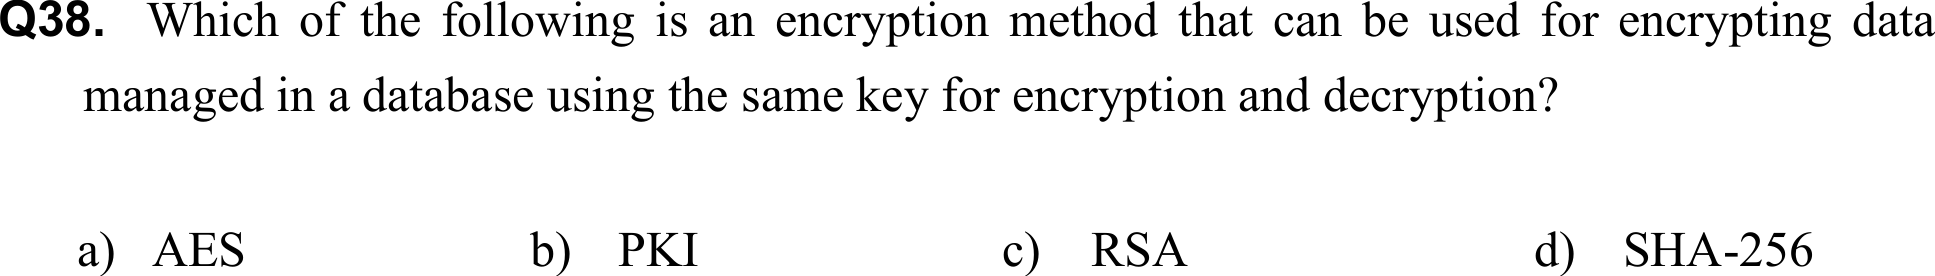 Q38. Which of the following is an encryption method that can be used for encrypting data
managed in a database using the same key for encryption and decryption?
a) AES b) PKI c) RSA d) SHA-256